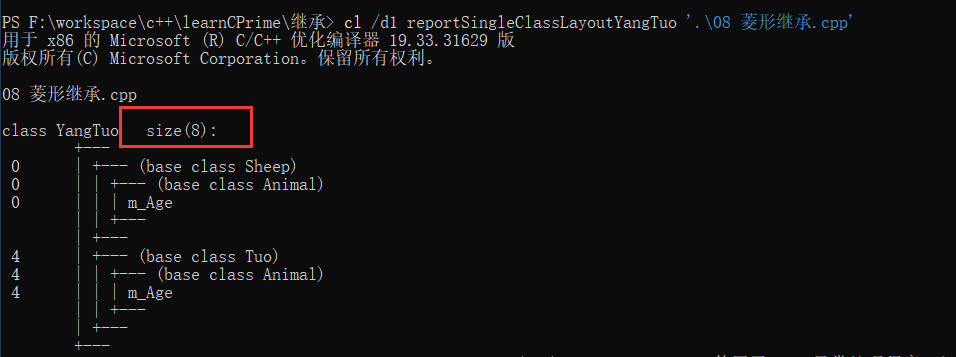 PS F:\workspace\c++\learnCPrime\继承> cl /d1 reportSingleClassLayoutYangTuo '.\08 菱形继承.cpp'
用于 x86 的 Microsoft (R) C/C++ 优化编译器 19.33.31629 版
版权所有(C) Microsoft Corporation。保留所有权利。
08 菱形继承.cpp
class YangTuo size(8):
+---
0 | +--- (base class Sheep)
0 | | +--- (base class Animal)
0 | | | m_Age
| | +---
| +---
4 | +--- (base class Tuo)
4 | | +--- (base class Animal)
4 | | | m_Age
| | +---
| +---
+---